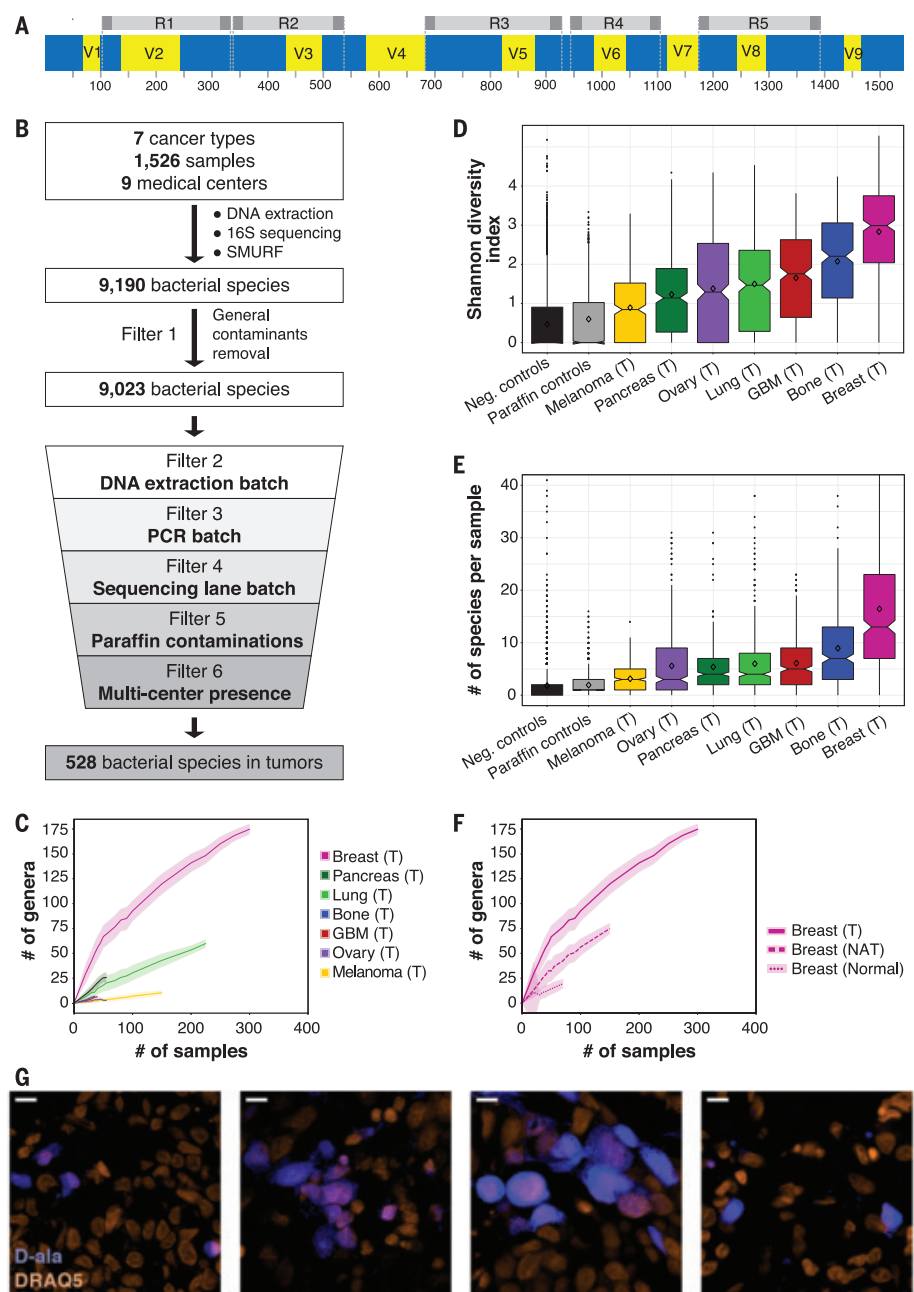 A
R1 R2 R3 R4 R5
V1 V2 V3 V4 V5 V6 V7 V8 V9
100 200 300 400 500 600 700 800 900 1000 1100 1200 1300 1400 1500
B
7 cancer types
1,526 samples
9 medical centers
● DNA extraction
● 16S sequencing
● SMURF
9,190 bacterial species
Filter 1
General
contaminants
removal
9,023 bacterial species
Filter 2
DNA extraction batch
Filter 3
PCR batch
Filter 4
Sequencing lane batch
Filter 5
Paraffin contaminations
Filter 6
Multi-center presence
528 bacterial species in tumors
D
Shannon diversity
index
4
3
2
1
0
Neg. controls
Paraffin controls
Melanoma (T)
Pancreas (T)
Ovary (T)
Lung (T)
GBM (T)
Bone (T)
Breast (T)
E
# of species per sample
40
30
20
10
0
Neg. controls
Paraffin controls
Melanoma (T)
Ovary (T)
Pancreas (T)
Lung (T)
GBM (T)
Bone (T)
Breast (T)
C
# of genera
175
150
125
100
75
50
25
0
0 100 200 300 400
# of samples
Breast (T)
Pancreas (T)
Lung (T)
Bone (T)
GBM (T)
Ovary (T)
Melanoma (T)
F
# of genera
175
150
125
100
75
50
25
0
0 100 200 300 400
# of samples
Breast (T)
Breast (NAT)
Breast (Normal)
G
D-ala
DRAQ5